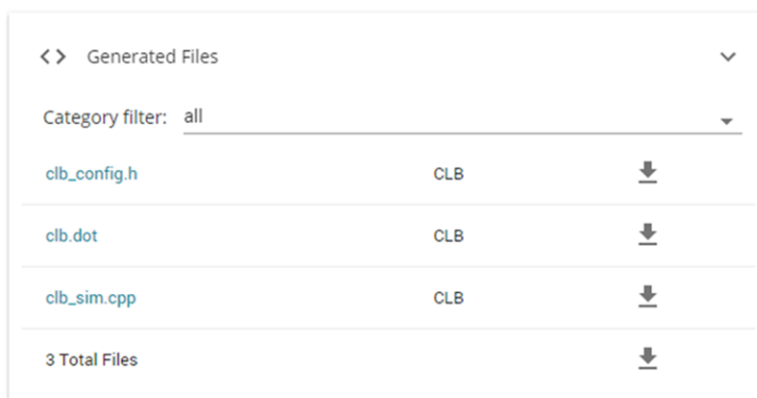 Generated Files
Category filter: all
clb_config.h CLB
clb.dot CLB
clb_sim.cpp CLB
3 Total Files